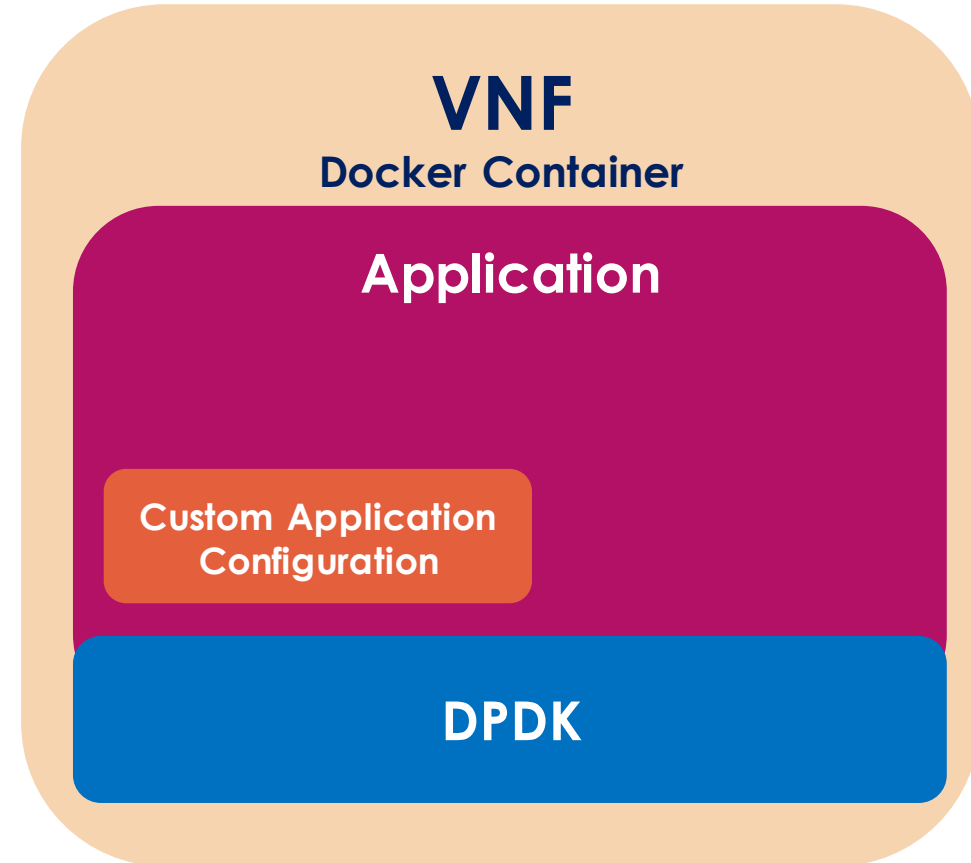 VNF
Docker Container
Application
Custom Application
Configuration
DPDK